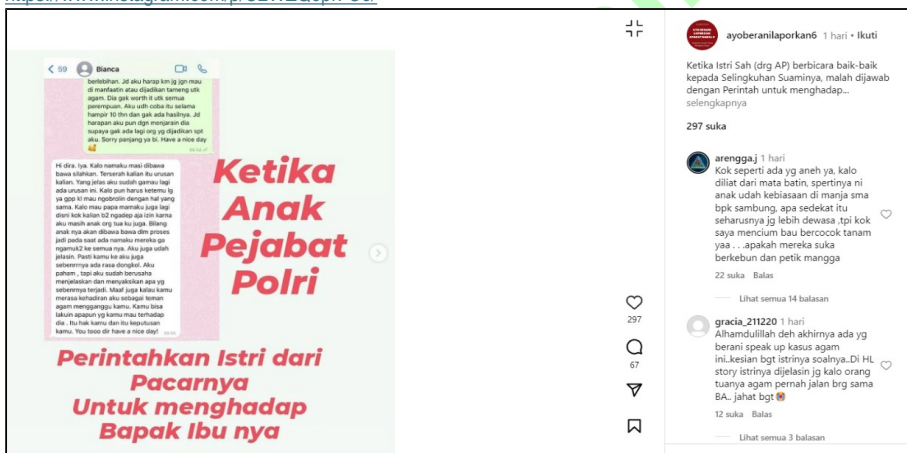 < 59 Bianca
berlebihan. Jd aku harap km jg jgn mau
di manfaatin atau dijadikan tameng utk
agam. Dia gak worth it utk semua
perempuan. Aku udh coba itu selama
hampir 10 thn dan gak ada hasilnya. Jd
harapan aku pun dgn menjarain dia
supaya gak ada lagi org yg dijadikan spt
aku. Sorry panjang ya bi. Have a nice day
Hi dira. Iya. Kalo namaku masi dibawa
bawa silahkan. Terserah kalian itu urusan
kalian. Yang jelas aku sudah gamau lagi
ada urusan ini. Kalo pun harus ketemu lg
ya gpp kl mau ngobrolin dengan hal yang
sama. Kalo mau papa mamaku juga lagi
disni kok kalian b2 ngadep aja izin karna
aku masih anak org tua ku juga. Bilang
anak nya akan dibawa bawa dlm proses
jadi pada saat ada namaku mereka ga
ngamuk2 ke semua nya. Aku juga udah
jelasin. Pasti kamu ke aku juga
sebenrrnya ada rasa dongkol. Aku
paham , tapi aku sudah berusaha
menjelaskan dan menyaksikan apa yg
sebenrnya terjadi. Maaf juga kalau kamu
merasa kehadiran aku sebagai teman
agam mengganggu kamu. Kamu bisa
lakuin apapun yg kamu mau terhadap
dia . Itu hak kamu dan itu keputusan
kamu. You tooo dir have a nice day!
Ketika
Anak
Pejabat
Polri
Perintahkan Istri dari
Pacarnya
Untuk menghadap
Bapak Ibu nya
297
67
ayoberanilaporkan6 1 hari • Ikuti
Ketika Istri Sah (drg AP) berbicara baik-baik
kepada Selingkuhan Suaminya, malah dijawab
dengan Perintah untuk menghadap...
selengkapnya
297 suka
arengga.j 1 hari
Kok seperti ada yg aneh ya, kalo
diliat dari mata batin, spertinya ni
anak udah kebiasaan di manja sma
bpk sambung, apa sedekat itu
seharusnya jg lebih dewasa ,tpi kok
saya mencium bau bercocok tanam
yaa . . .apakah mereka suka
berkebun dan petik mangga
22 suka Balas
Lihat semua 14 balasan
gracia_211220 1 hari
Alhamdulillah deh akhirnya ada yg
berani speak up kasus agam
ini..kesian bgt istrinya soalnya..Di HL
story istrinya dijelasin jg kalo orang
tuanya agam pernah jalan brg sama
BA.. jahat bgt 😭
12 suka Balas
Lihat semua 3 balasan